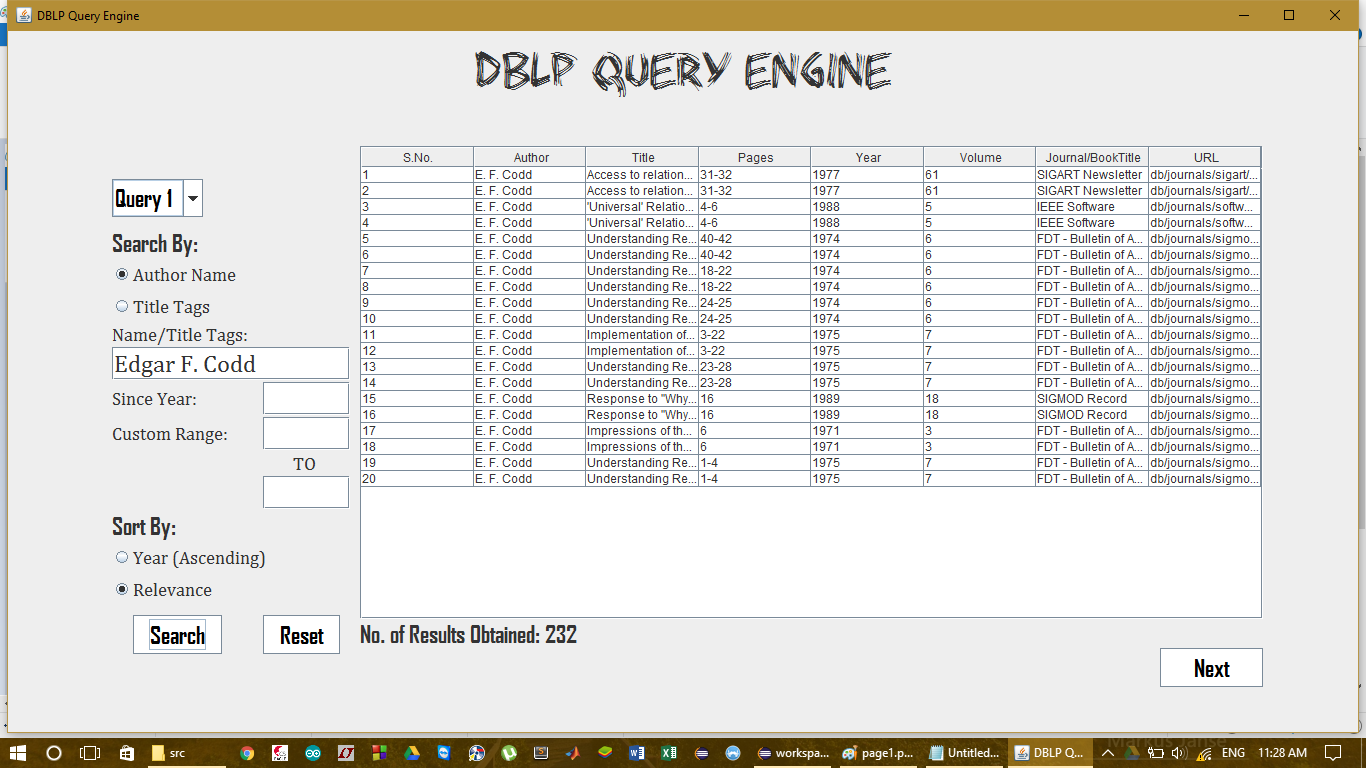 DBLP Query Engine
DBLP QUERY ENGINE
Query 1
Search By:
Author Name
Title Tags
Name/Title Tags:
Edgar F. Codd
Since Year:
Custom Range:
TO
Sort By:
Year (Ascending)
Relevance
Search Reset
S.No. Author Title Pages Year Volume Journal/BookTitle URL
1 E. F. Codd Access to relation... 31-32 1977 61 SIGART Newsletter db/journals/sigart/...
2 E. F. Codd Access to relation... 31-32 1977 61 SIGART Newsletter db/journals/sigart/...
3 E. F. Codd 'Universal' Relatio... 4-6 1988 5 IEEE Software db/journals/softw...
4 E. F. Codd 'Universal' Relatio... 4-6 1988 5 IEEE Software db/journals/softw...
5 E. F. Codd Understanding Re... 40-42 1974 6 FDT - Bulletin of A... db/journals/sigmo...
6 E. F. Codd Understanding Re... 40-42 1974 6 FDT - Bulletin of A... db/journals/sigmo...
7 E. F. Codd Understanding Re... 18-22 1974 6 FDT - Bulletin of A... db/journals/sigmo...
8 E. F. Codd Understanding Re... 18-22 1974 6 FDT - Bulletin of A... db/journals/sigmo...
9 E. F. Codd Understanding Re... 24-25 1974 6 FDT - Bulletin of A... db/journals/sigmo...
10 E. F. Codd Understanding Re... 24-25 1974 6 FDT - Bulletin of A... db/journals/sigmo...
11 E. F. Codd Implementation of... 3-22 1975 7 FDT - Bulletin of A... db/journals/sigmo...
12 E. F. Codd Implementation of... 3-22 1975 7 FDT - Bulletin of A... db/journals/sigmo...
13 E. F. Codd Understanding Re... 23-28 1975 7 FDT - Bulletin of A... db/journals/sigmo...
14 E. F. Codd Understanding Re... 23-28 1975 7 FDT - Bulletin of A... db/journals/sigmo...
15 E. F. Codd Response to "Why... 16 1989 18 SIGMOD Record db/journals/sigmo...
16 E. F. Codd Response to "Why... 16 1989 18 SIGMOD Record db/journals/sigmo...
17 E. F. Codd Impressions of th... 6 1971 3 FDT - Bulletin of A... db/journals/sigmo...
18 E. F. Codd Impressions of th... 6 1971 3 FDT - Bulletin of A... db/journals/sigmo...
19 E. F. Codd Understanding Re... 1-4 1975 7 FDT - Bulletin of A... db/journals/sigmo...
20 E. F. Codd Understanding Re... 1-4 1975 7 FDT - Bulletin of A... db/journals/sigmo...
No. of Results Obtained: 232
Next
src workspa... page1.p... Untitled... DBLP Q... ENG 11:28 AM